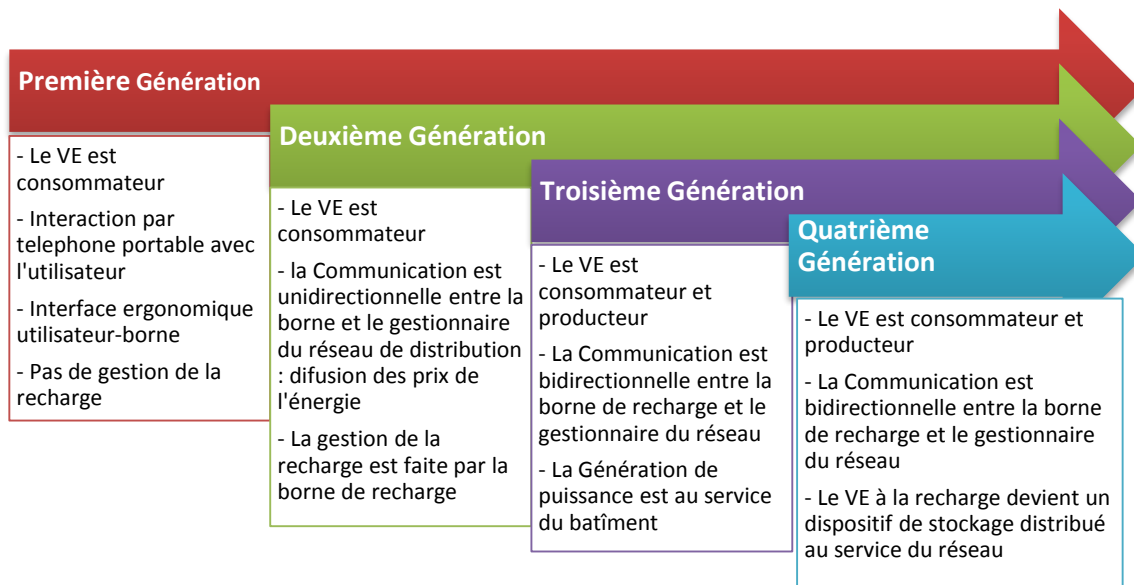 Première Génération
- Le VE est
consommateur
- Interaction par
telephone portable avec
l'utilisateur
- Interface ergonomique
utilisateur-borne
- Pas de gestion de la
recharge
Deuxième Génération
- Le VE est
consommateur
- la Communication est
unidirectionnelle entre la
borne et le gestionnaire
du réseau de distribution
: difusion des prix de
l'énergie
- La gestion de la
recharge est faite par la
borne de recharge
Troisième Génération
- Le VE est
consommateur et
producteur
- La Communication est
bidirectionnelle entre la
borne de recharge et le
gestionnaire du réseau
- La Génération de
puissance est au service
du batîment
Quatrième
Génération
- Le VE est consommateur et
producteur
- La Communication est
bidirectionnelle entre la borne
de recharge et le gestionnaire
du réseau
- Le VE à la recharge devient un
dispositif de stockage distribué
au service du réseau